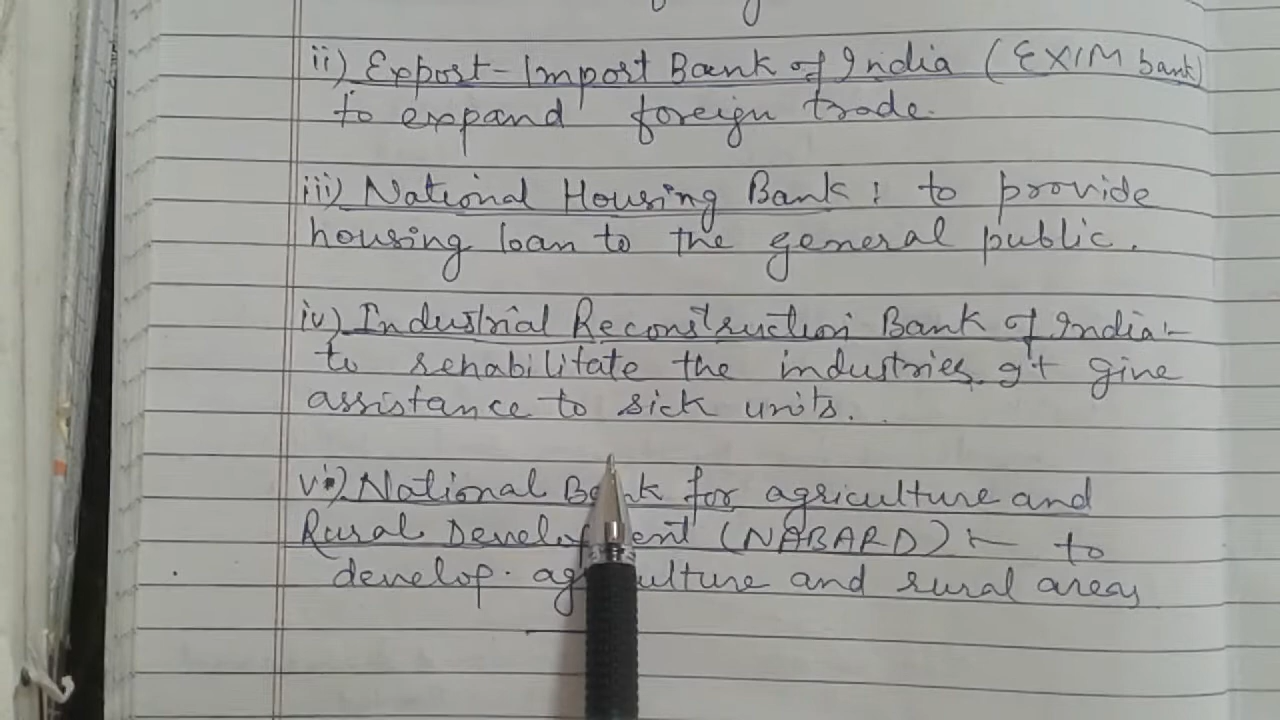 ii) Export-Import Bank of India (EXIM bank)
to expand foreign trade.
iii) National Housing Bank: to provide
housing loan to the general public.
iv) Industrial Reconstruction Bank of India:-
to rehabilitate the industries. It give
assistance to sick units.
v) National Bank for agriculture and
Rural Development (NABARD):- to
develop. agriculture and rural areas